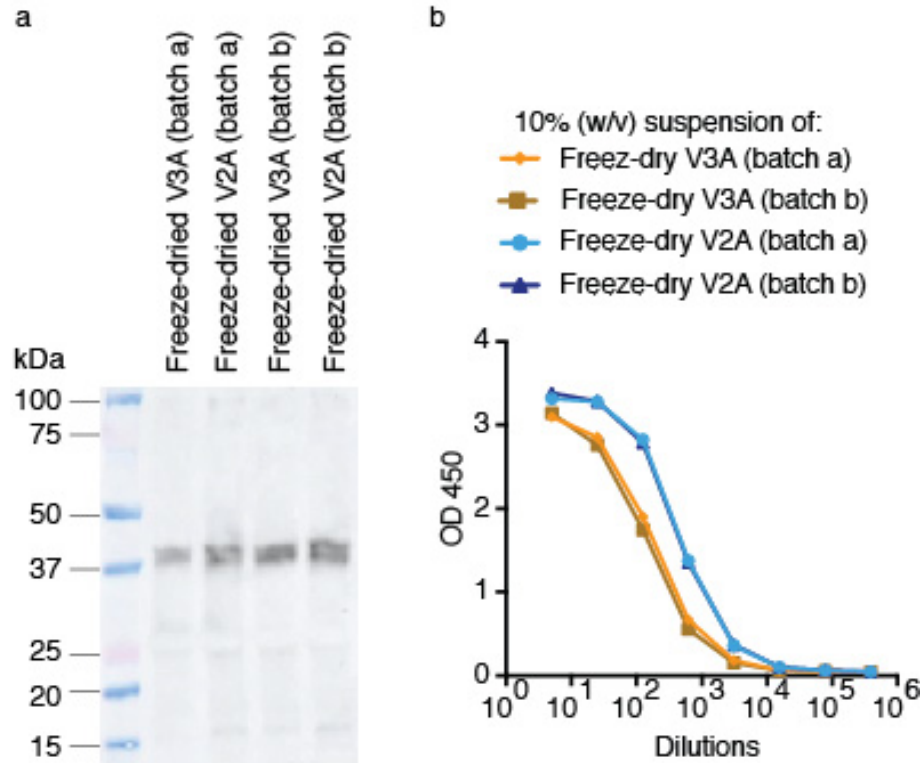 a
Freeze-dried V3A (batch a)
Freeze-dried V2A (batch a)
Freeze-dried V3A (batch b)
Freeze-dried V2A (batch b)
kDa
100
75
50
37
25
20
15
b
10% (w/v) suspension of:
Freez-dry V3A (batch a)
Freeze-dry V3A (batch b)
Freeze-dry V2A (batch a)
Freeze-dry V2A (batch b)
4
3
2
1
0
OD 450
10^0 10^1 10^2 10^3 10^4 10^5 10^6
Dilutions